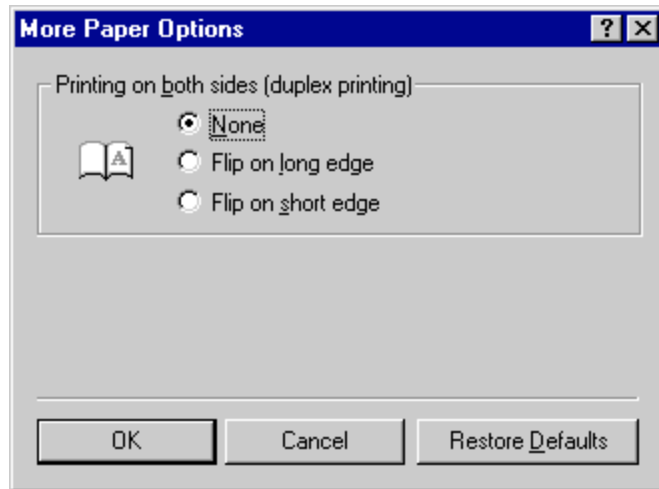 More Paper Options
Printing on both sides (duplex printing)
A
None
Flip on long edge
Flip on short edge
OK Cancel Restore Defaults